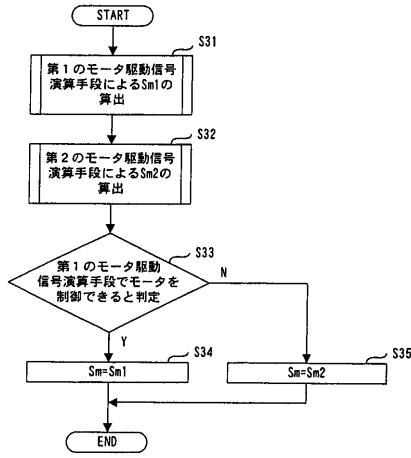 START
S31
第1のモータ駆動信号
演算手段によるSm1の
算出
S32
第2のモータ駆動信号
演算手段によるSm2の
算出
S33
第1のモータ駆動
信号演算手段でモータを
制御できると判定
N
Y
S34
Sm=Sm1
S35
Sm=Sm2
END